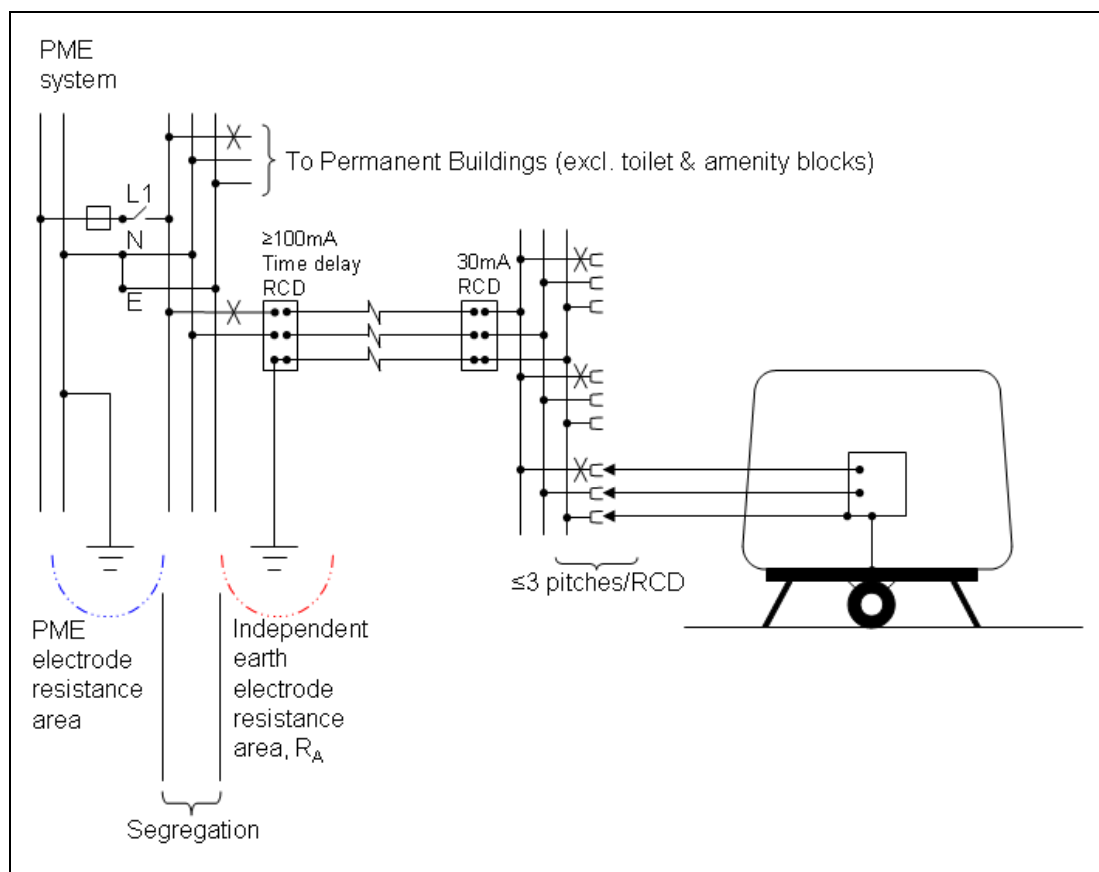 PME
system
To Permanent Buildings (excl. toilet & amenity blocks)
L1
N
E
≥100mA
Time delay
RCD
30mA
RCD
≤3 pitches/RCD
PME
electrode
resistance
area
Independent
earth
electrode
resistance
area, RA
Segregation